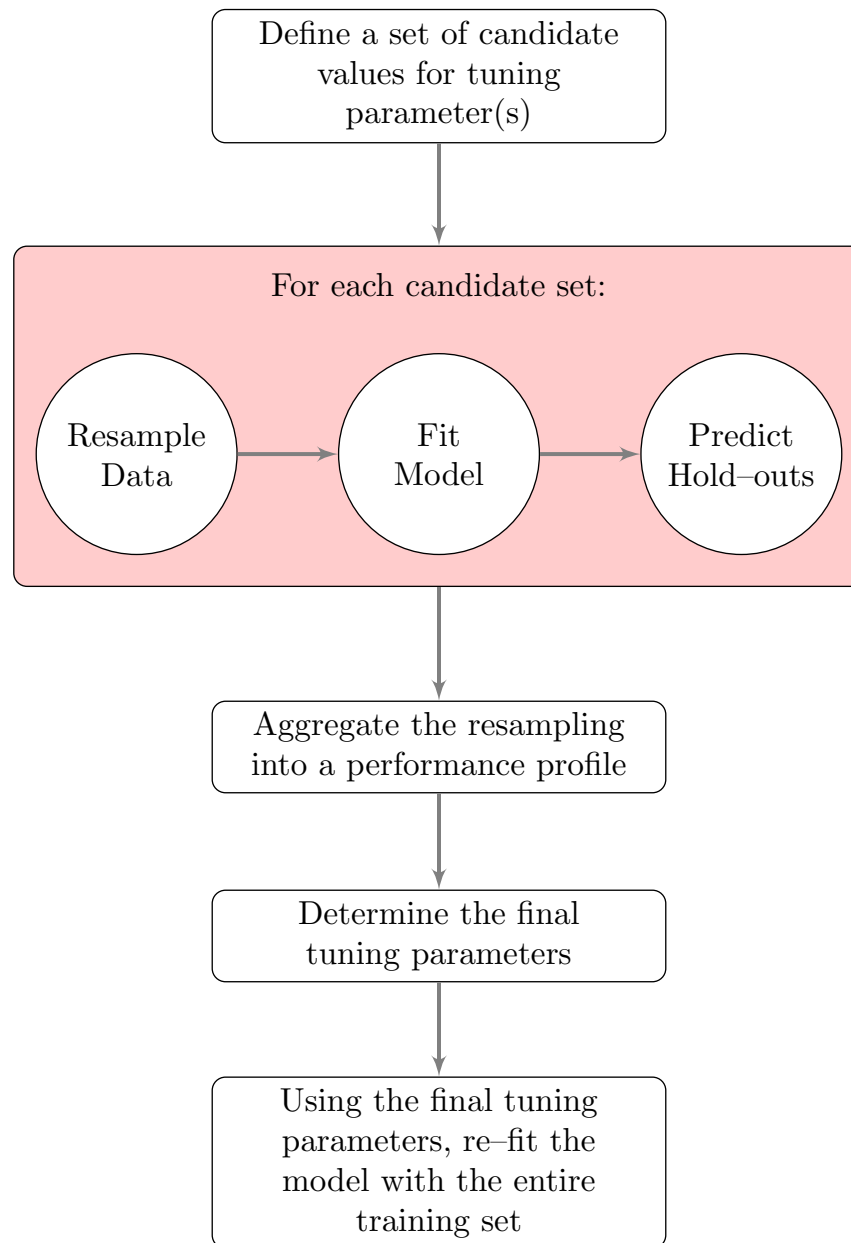 Define a set of candidate
values for tuning
parameter(s)
For each candidate set:
Resample
Data
Fit
Model
Predict
Hold–outs
Aggregate the resampling
into a performance profile
Determine the final
tuning parameters
Using the final tuning
parameters, re–fit the
model with the entire
training set